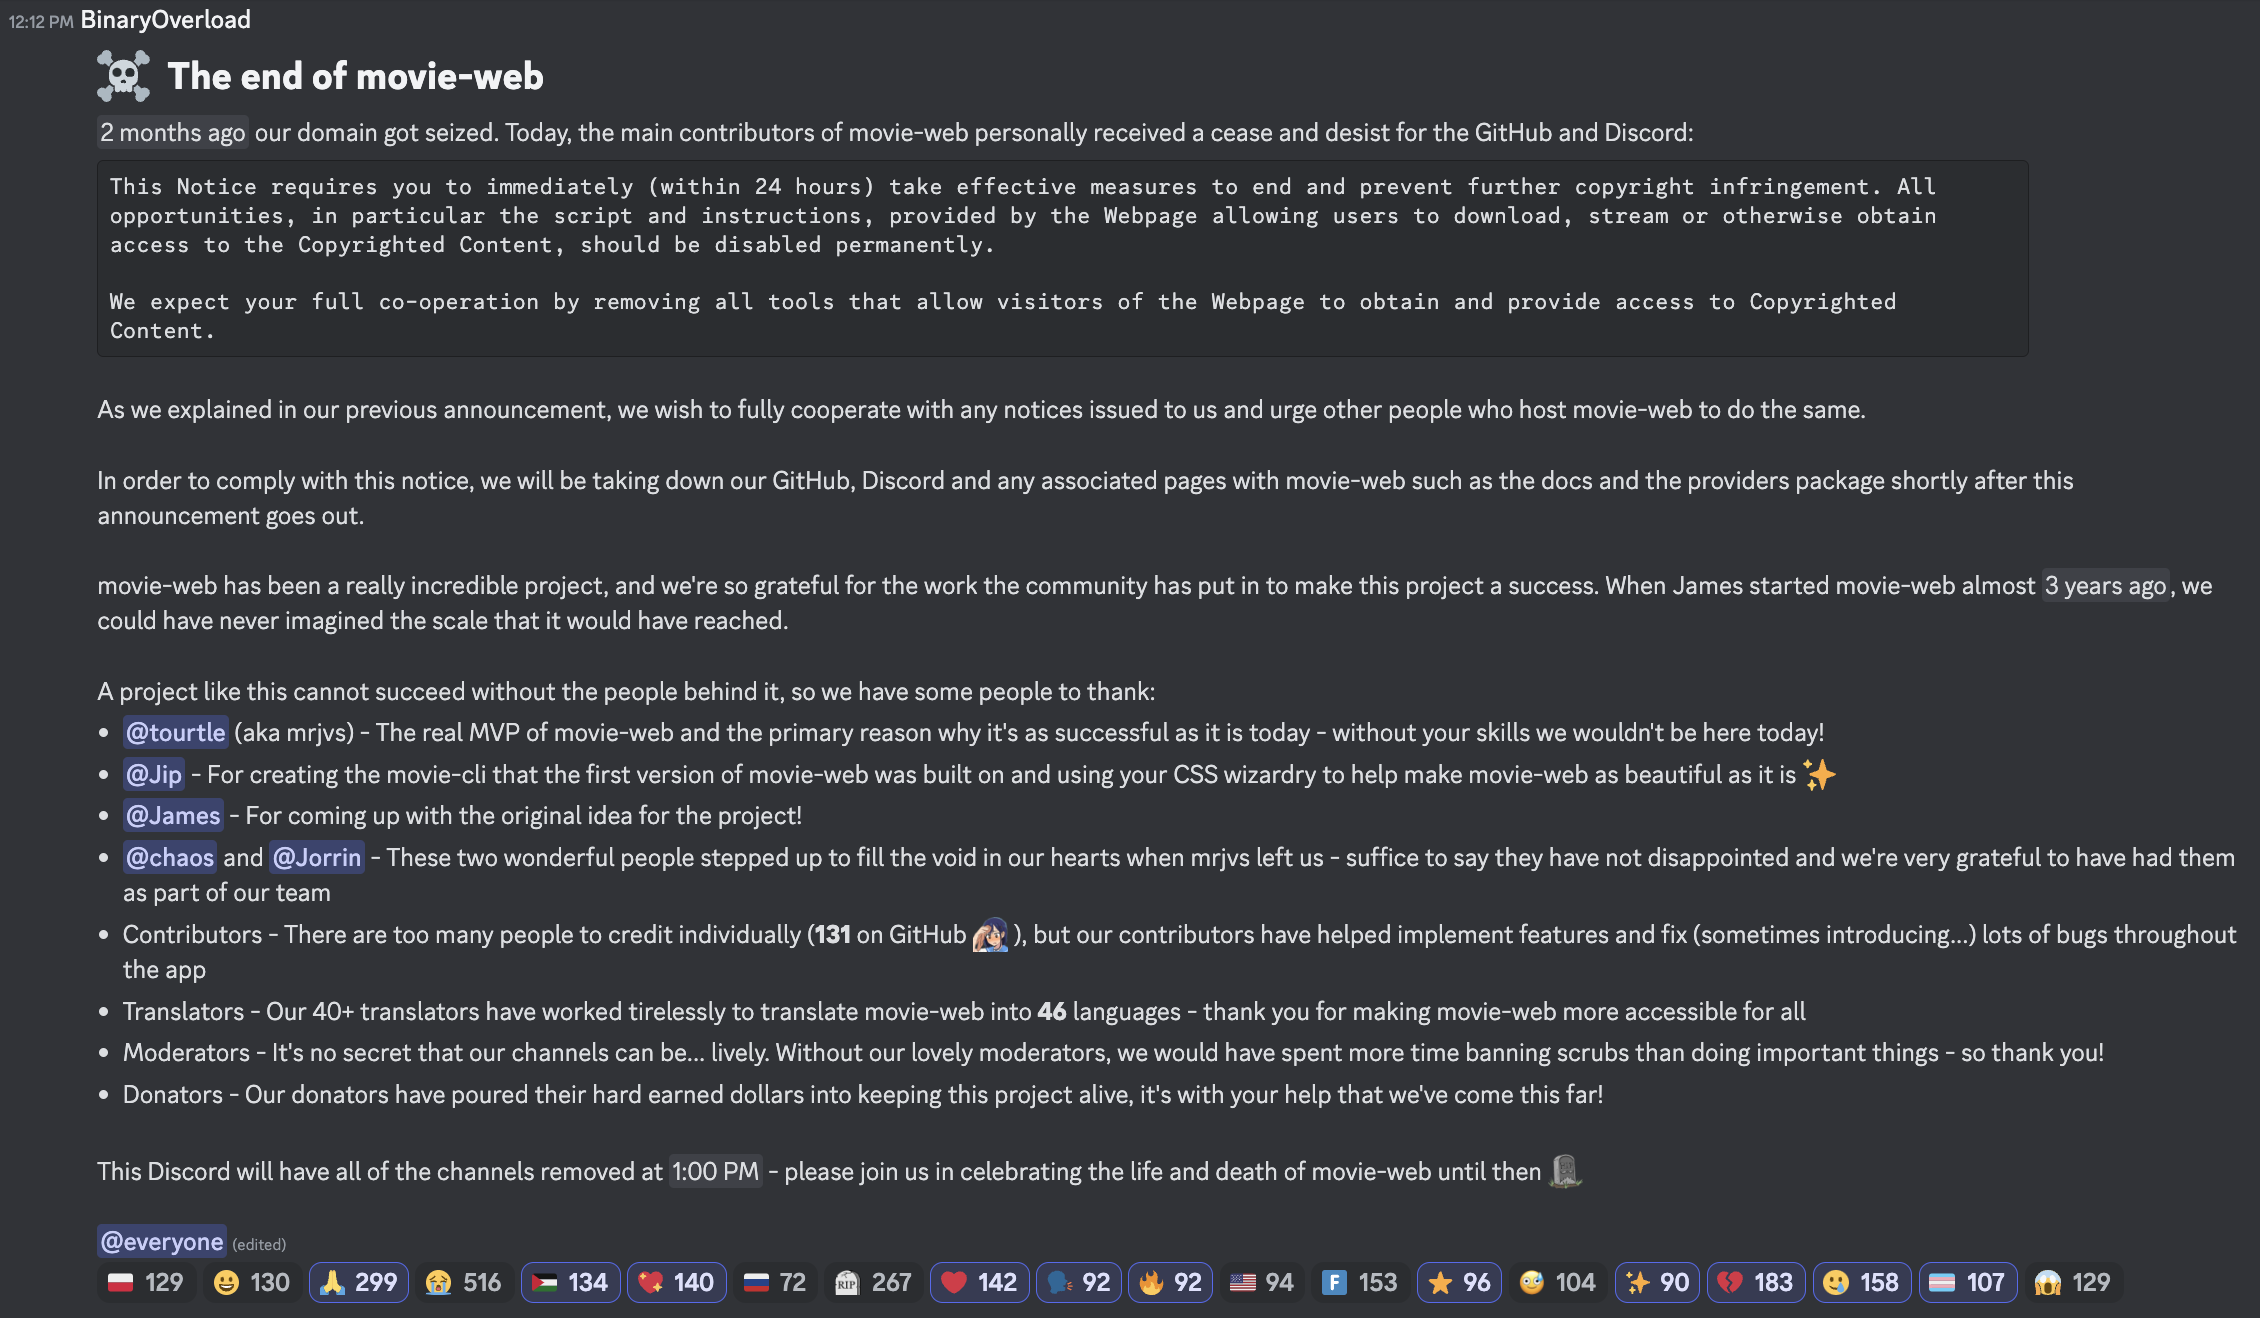 12:12 PM BinaryOverload
The end of movie-web
2 months ago our domain got seized. Today, the main contributors of movie-web personally received a cease and desist for the GitHub and Discord:
This Notice requires you to immediately (within 24 hours) take effective measures to end and prevent further copyright infringement. All
opportunities, in particular the script and instructions, provided by the Webpage allowing users to download, stream or otherwise obtain
access to the Copyrighted Content, should be disabled permanently.
We expect your full co-operation by removing all tools that allow visitors of the Webpage to obtain and provide access to Copyrighted
Content.
As we explained in our previous announcement, we wish to fully cooperate with any notices issued to us and urge other people who host movie-web to do the same.
In order to comply with this notice, we will be taking down our GitHub, Discord and any associated pages with movie-web such as the docs and the providers package shortly after this
announcement goes out.
movie-web has been a really incredible project, and we're so grateful for the work the community has put in to make this project a success. When James started movie-web almost 3 years ago, we
could have never imagined the scale that it would have reached.
A project like this cannot succeed without the people behind it, so we have some people to thank:
• @tourtle (aka mrjvs) - The real MVP of movie-web and the primary reason why it's as successful as it is today - without your skills we wouldn't be here today!
• @Jip - For creating the movie-cli that the first version of movie-web was built on and using your CSS wizardry to help make movie-web as beautiful as it is ✨
• @James - For coming up with the original idea for the project!
• @chaos and @Jorrin - These two wonderful people stepped up to fill the void in our hearts when mrjvs left us - suffice to say they have not disappointed and we're very grateful to have had them
as part of our team
• Contributors - There are too many people to credit individually (131 on GitHub ), but our contributors have helped implement features and fix (sometimes introducing...) lots of bugs throughout
the app
• Translators - Our 40+ translators have worked tirelessly to translate movie-web into 46 languages - thank you for making movie-web more accessible for all
• Moderators - It's no secret that our channels can be... lively. Without our lovely moderators, we would have spent more time banning scrubs than doing important things - so thank you!
• Donators - Our donators have poured their hard earned dollars into keeping this project alive, it's with your help that we've come this far!
This Discord will have all of the channels removed at 1:00 PM - please join us in celebrating the life and death of movie-web until then
@everyone (edited)
129 130 299 516 134 140 72 RIP 267 142 92 92 94 F 153 96 104 90 183 158 107 129